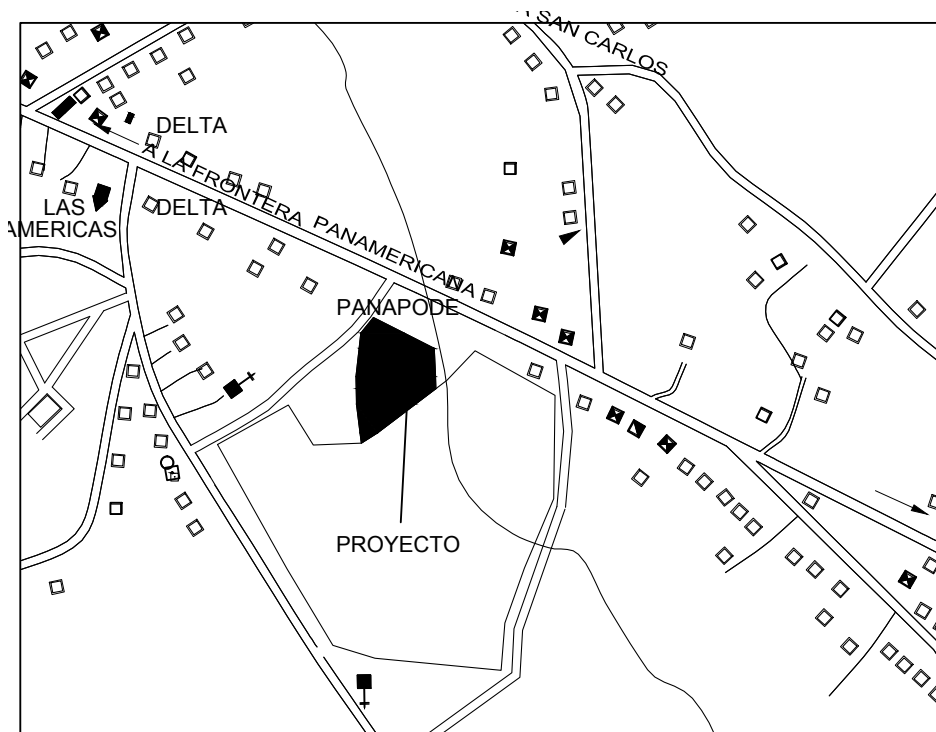 A SAN CARLOS
DELTA
A LA FRONTERA PANAMERICANA
LAS
AMERICAS
DELTA
PANAPODE
PROYECTO